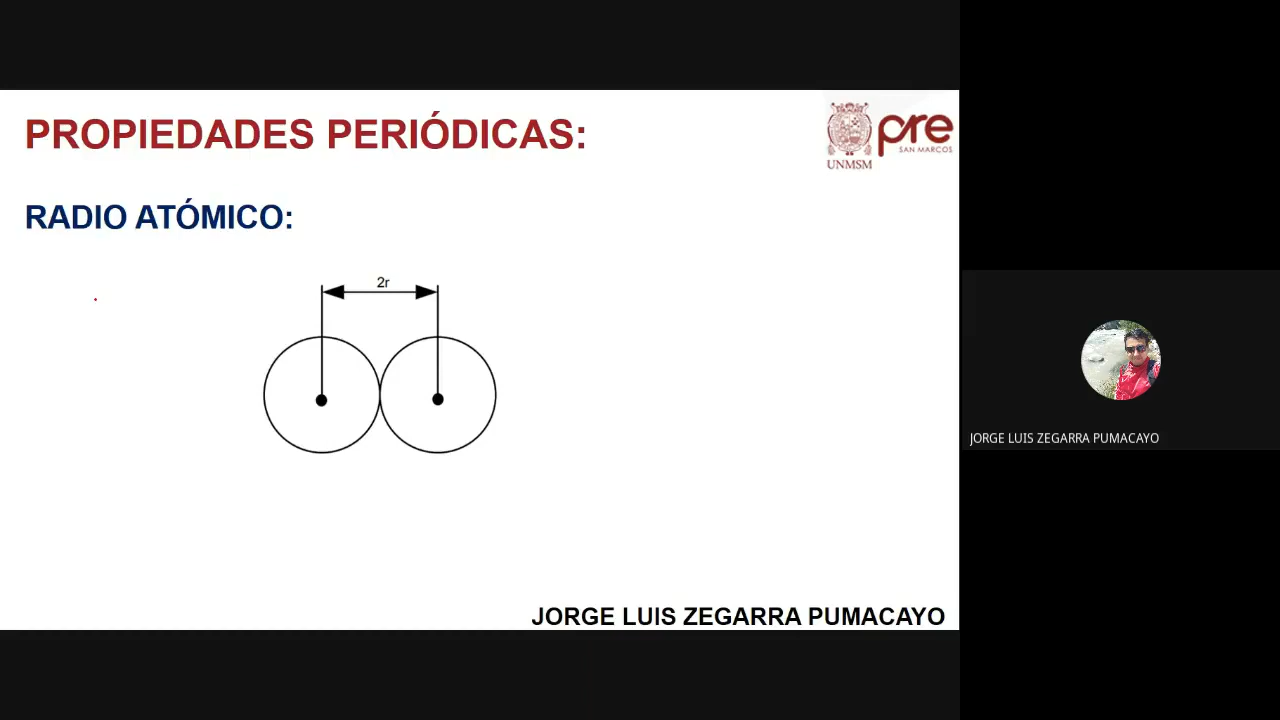 PROPIEDADES PERIÓDICAS:
pre
SAN MARCOS
UNMSM
RADIO ATÓMICO:
2r
JORGE LUIS ZEGARRA PUMACAYO
JORGE LUIS ZEGARRA PUMACAYO